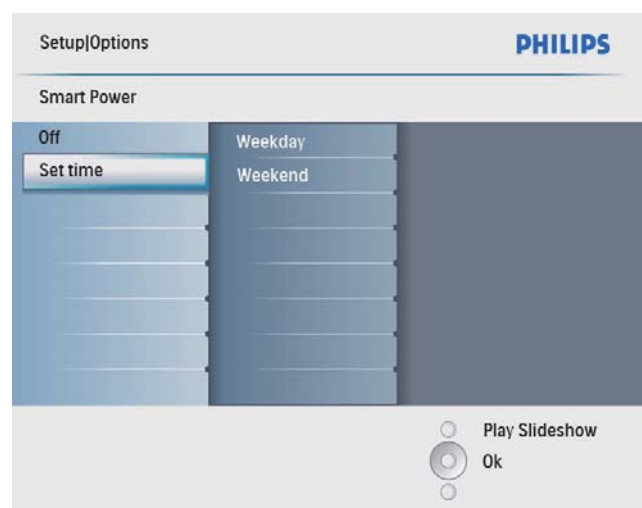 Setup|Options
PHILIPS
Smart Power
Off
Weekday
Set time
Weekend
Play Slideshow
Ok